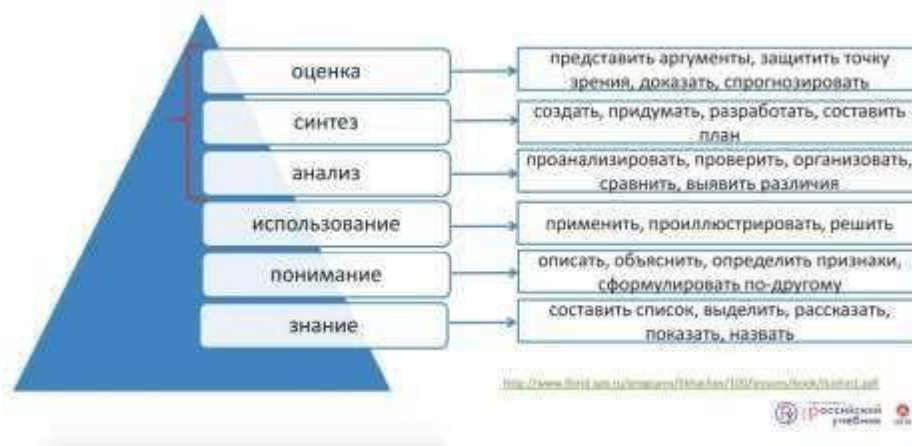 оценка
представить аргументы, защитить точку
зрения, доказать, спрогнозировать
синтез
создать, придумать, разработать, составить
план
анализ
проанализировать, проверить, организовать,
сравнить, выявить различия
использование
применить, проиллюстрировать, решить
понимание
описать, объяснить, определить признаки,
сформулировать по-другому
знание
составить список, выделить, рассказать,
показать, назвать
российский
учебник